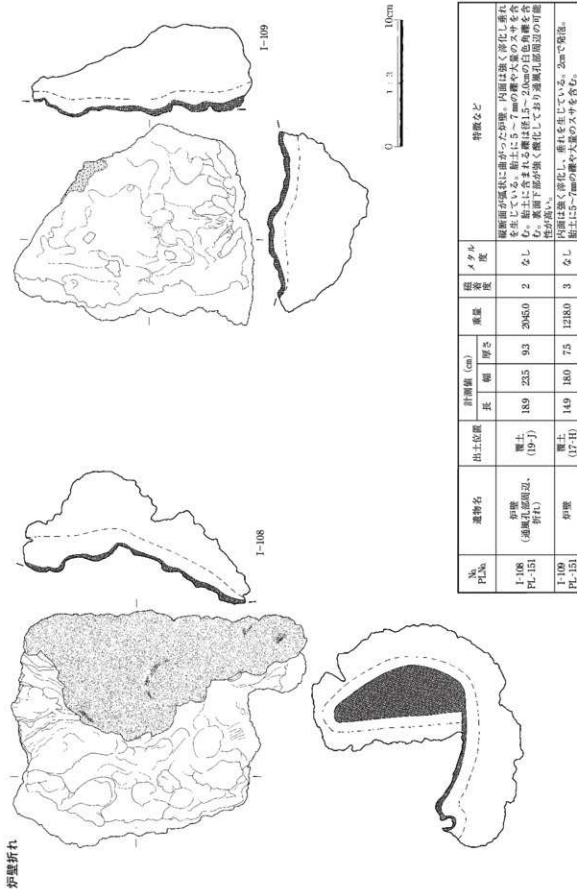 炉壁折れ
I-108
I-109
0 1:3 10cm
No. PLNo. 遺物名 出土位置 計測値 (cm) 長 幅 厚さ 重量 磁着度 メタル度 特徴など
I-108 PL-151 炉壁 (通風孔部周辺、折れ) 覆土 (19-J) 18.9 23.5 9.3 2045.0 2 なし
縦断面が弧状に曲がった炉壁。内面は強く滓化し垂れ
を生じている。胎土に5～7㎜の礫や大量のスサを含
む。胎土に含まれる礫は径1.5～2.0cmの白色角礫を含
む。裏面下部が強く酸化しており通風孔部周辺の可能
性が高い。
I-109 PL-151 炉壁 覆土 (17-H) 14.9 18.0 7.5 1218.0 3 なし
内面は強く滓化し、垂れを生じている。2cmで発泡。
胎土に5～7㎜の礫や大量のスサを含む。